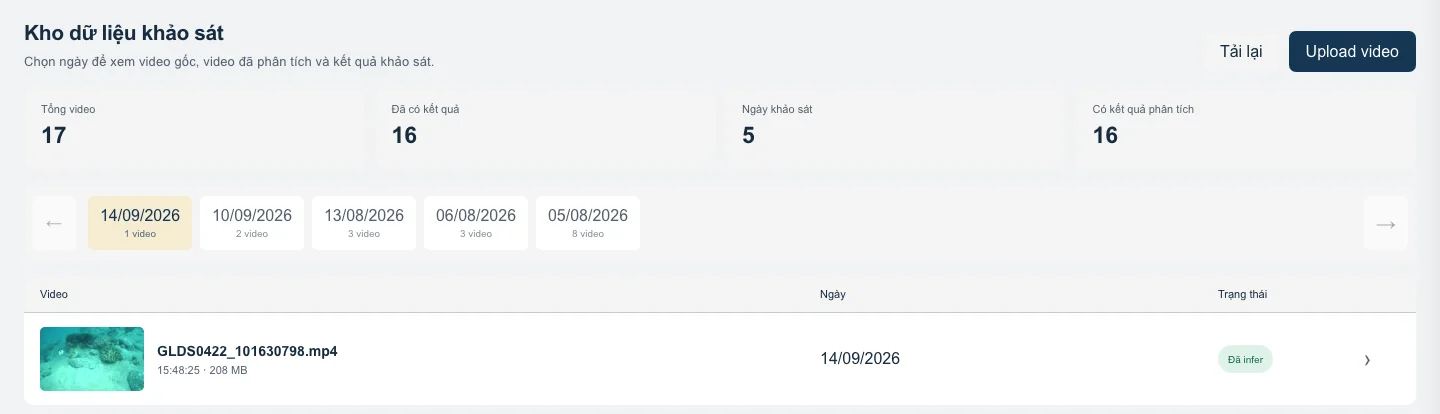 Kho dữ liệu khảo sát
Chọn ngày để xem video gốc, video đã phân tích và kết quả khảo sát.
Tải lại
Upload video
Tổng video
17
Đã có kết quả
16
Ngày khảo sát
5
Có kết quả phân tích
16
←
14/09/2026
1 video
10/09/2026
2 video
13/08/2026
3 video
06/08/2026
3 video
05/08/2026
8 video
→
Video
Ngày
Trạng thái
GLDS0422_101630798.mp4
15:48:25 · 208 MB
14/09/2026
Đã infer
›